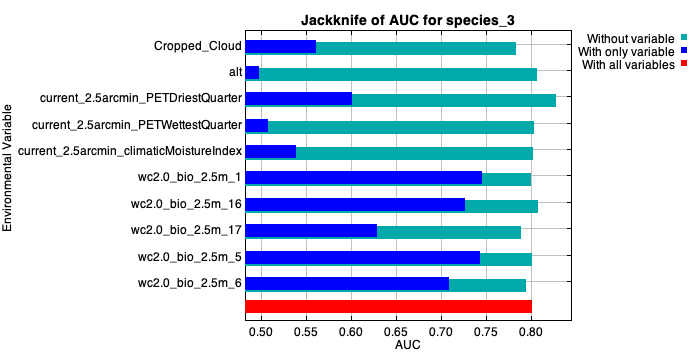 Jackknife of AUC for species_3
Without variable
With only variable
With all variables
Environmental Variable
Cropped_Cloud
alt
current_2.5arcmin_PETDriestQuarter
current_2.5arcmin_PETWettestQuarter
current_2.5arcmin_climaticMoistureIndex
wc2.0_bio_2.5m_1
wc2.0_bio_2.5m_16
wc2.0_bio_2.5m_17
wc2.0_bio_2.5m_5
wc2.0_bio_2.5m_6
0.50 0.55 0.60 0.65 0.70 0.75 0.80
AUC